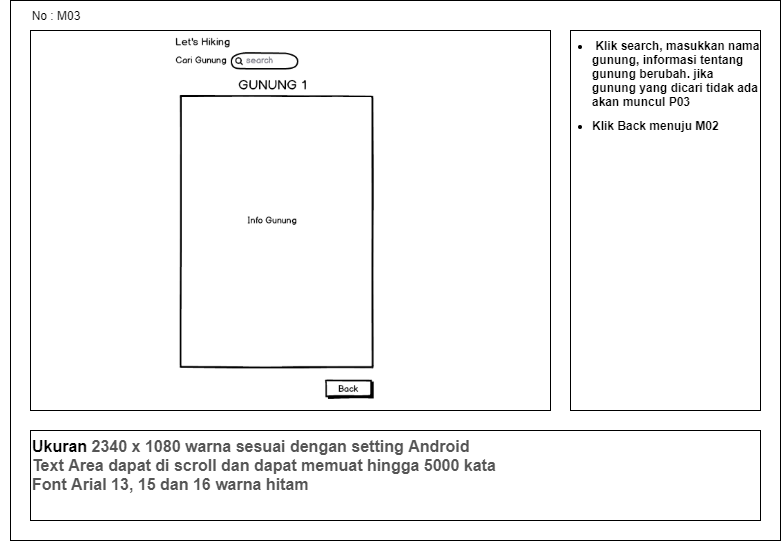 No : M03
Let's Hiking
Cari Gunung search
GUNUNG 1
Info Gunung
Back
• Klik search, masukkan nama
gunung, informasi tentang
gunung berubah. jika
gunung yang dicari tidak ada
akan muncul P03
• Klik Back menuju M02
Ukuran 2340 x 1080 warna sesuai dengan setting Android
Text Area dapat di scroll dan dapat memuat hingga 5000 kata
Font Arial 13, 15 dan 16 warna hitam